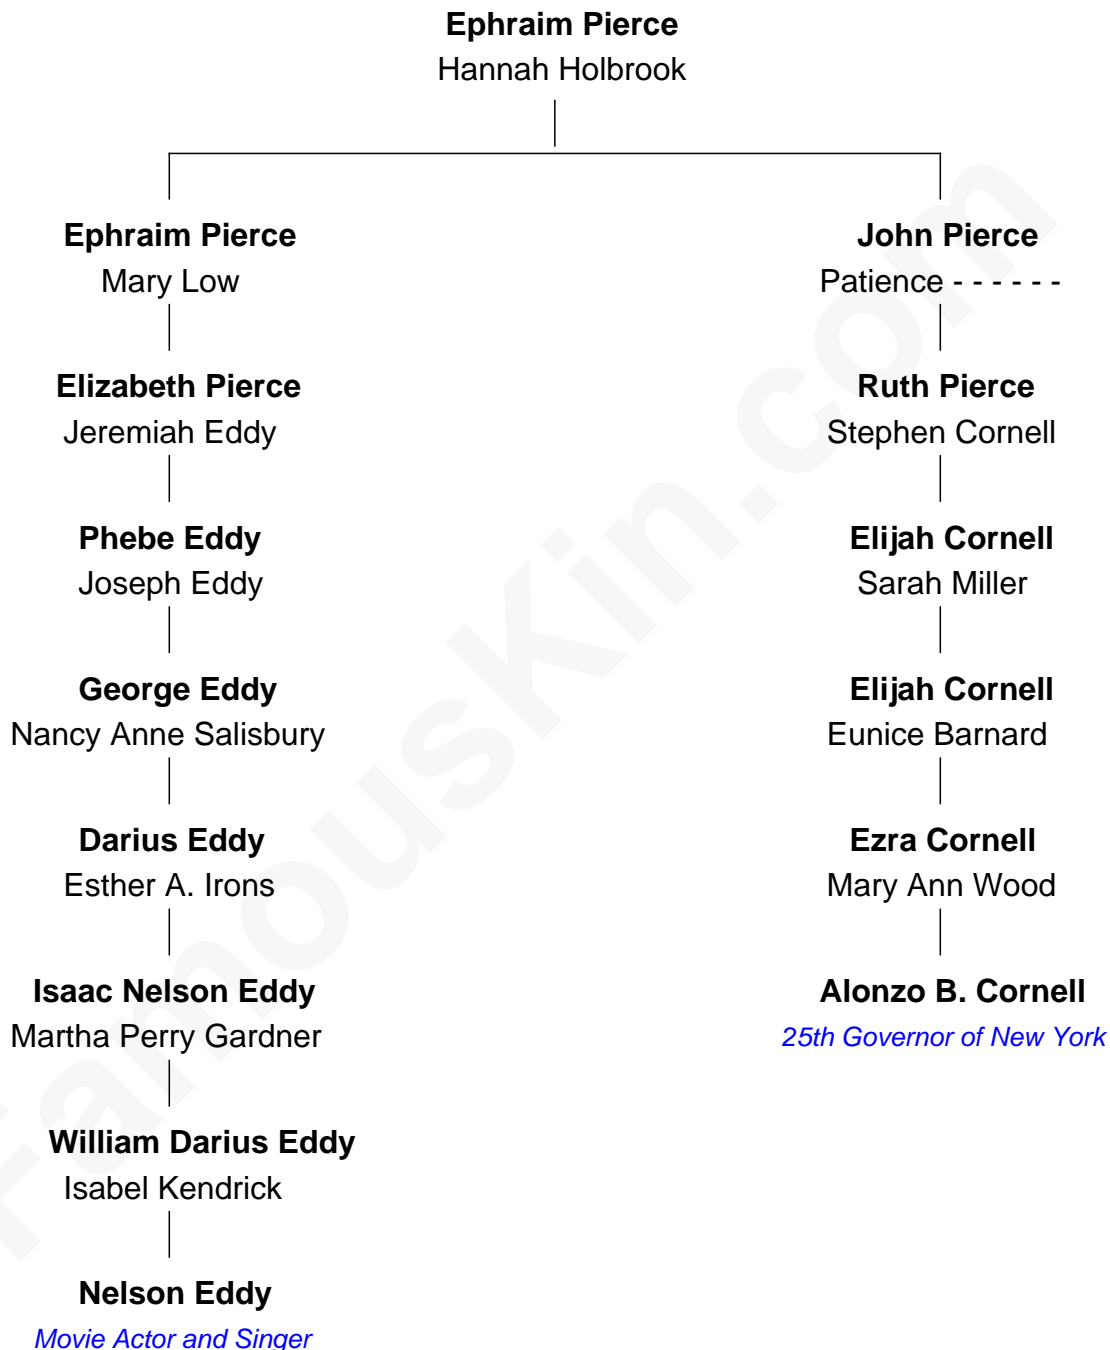 Ephraim Pierce
Hannah Holbrook
Ephraim Pierce
Mary Low
John Pierce
Patience - - - - - -
Elizabeth Pierce
Jeremiah Eddy
Ruth Pierce
Stephen Cornell
Phebe Eddy
Joseph Eddy
Elijah Cornell
Sarah Miller
George Eddy
Nancy Anne Salisbury
Elijah Cornell
Eunice Barnard
Darius Eddy
Esther A. Irons
Ezra Cornell
Mary Ann Wood
Isaac Nelson Eddy
Martha Perry Gardner
Alonzo B. Cornell
25th Governor of New York
William Darius Eddy
Isabel Kendrick
Nelson Eddy
Movie Actor and Singer
FamousKin.com